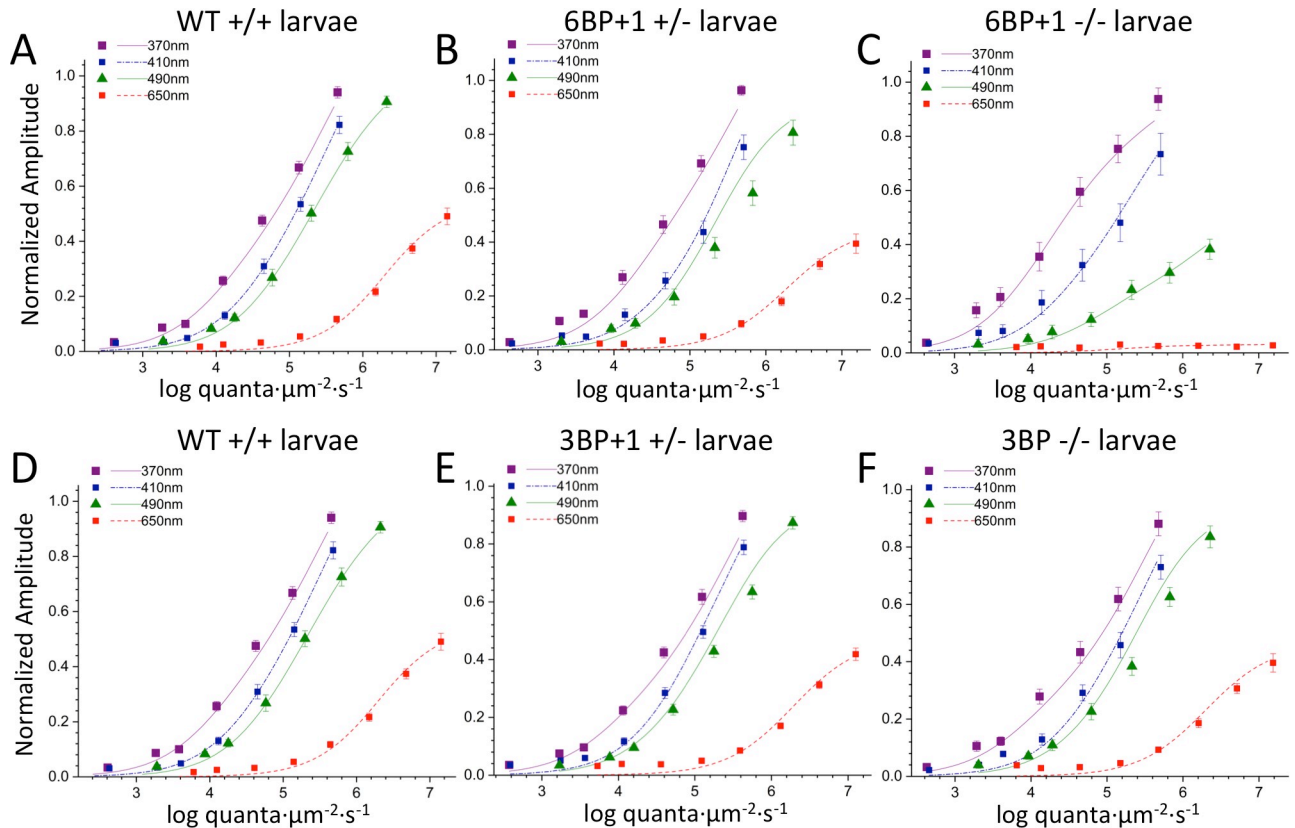 WT +/+ larvae
6BP+1 +/- larvae
6BP+1 -/- larvae
A
370nm
410nm
490nm
650nm
B
370nm
410nm
490nm
650nm
C
370nm
410nm
490nm
650nm
Normalized Amplitude
1.0
0.8
0.6
0.4
0.2
0.0
3 4 5 6 7
log quanta·µm⁻²·s⁻¹
1.0
0.8
0.6
0.4
0.2
0.0
3 4 5 6 7
log quanta·µm⁻²·s⁻¹
1.0
0.8
0.6
0.4
0.2
0.0
3 4 5 6 7
log quanta·µm⁻²·s⁻¹
WT +/+ larvae
3BP+1 +/- larvae
3BP -/- larvae
D
370nm
410nm
490nm
650nm
E
370nm
410nm
490nm
650nm
F
370nm
410nm
490nm
650nm
Normalized Amplitude
1.0
0.8
0.6
0.4
0.2
0.0
3 4 5 6 7
log quanta·µm⁻²·s⁻¹
1.0
0.8
0.6
0.4
0.2
0.0
3 4 5 6 7
log quanta·µm⁻²·s⁻¹
1.0
0.8
0.6
0.4
0.2
0.0
3 4 5 6 7
log quanta·µm⁻²·s⁻¹